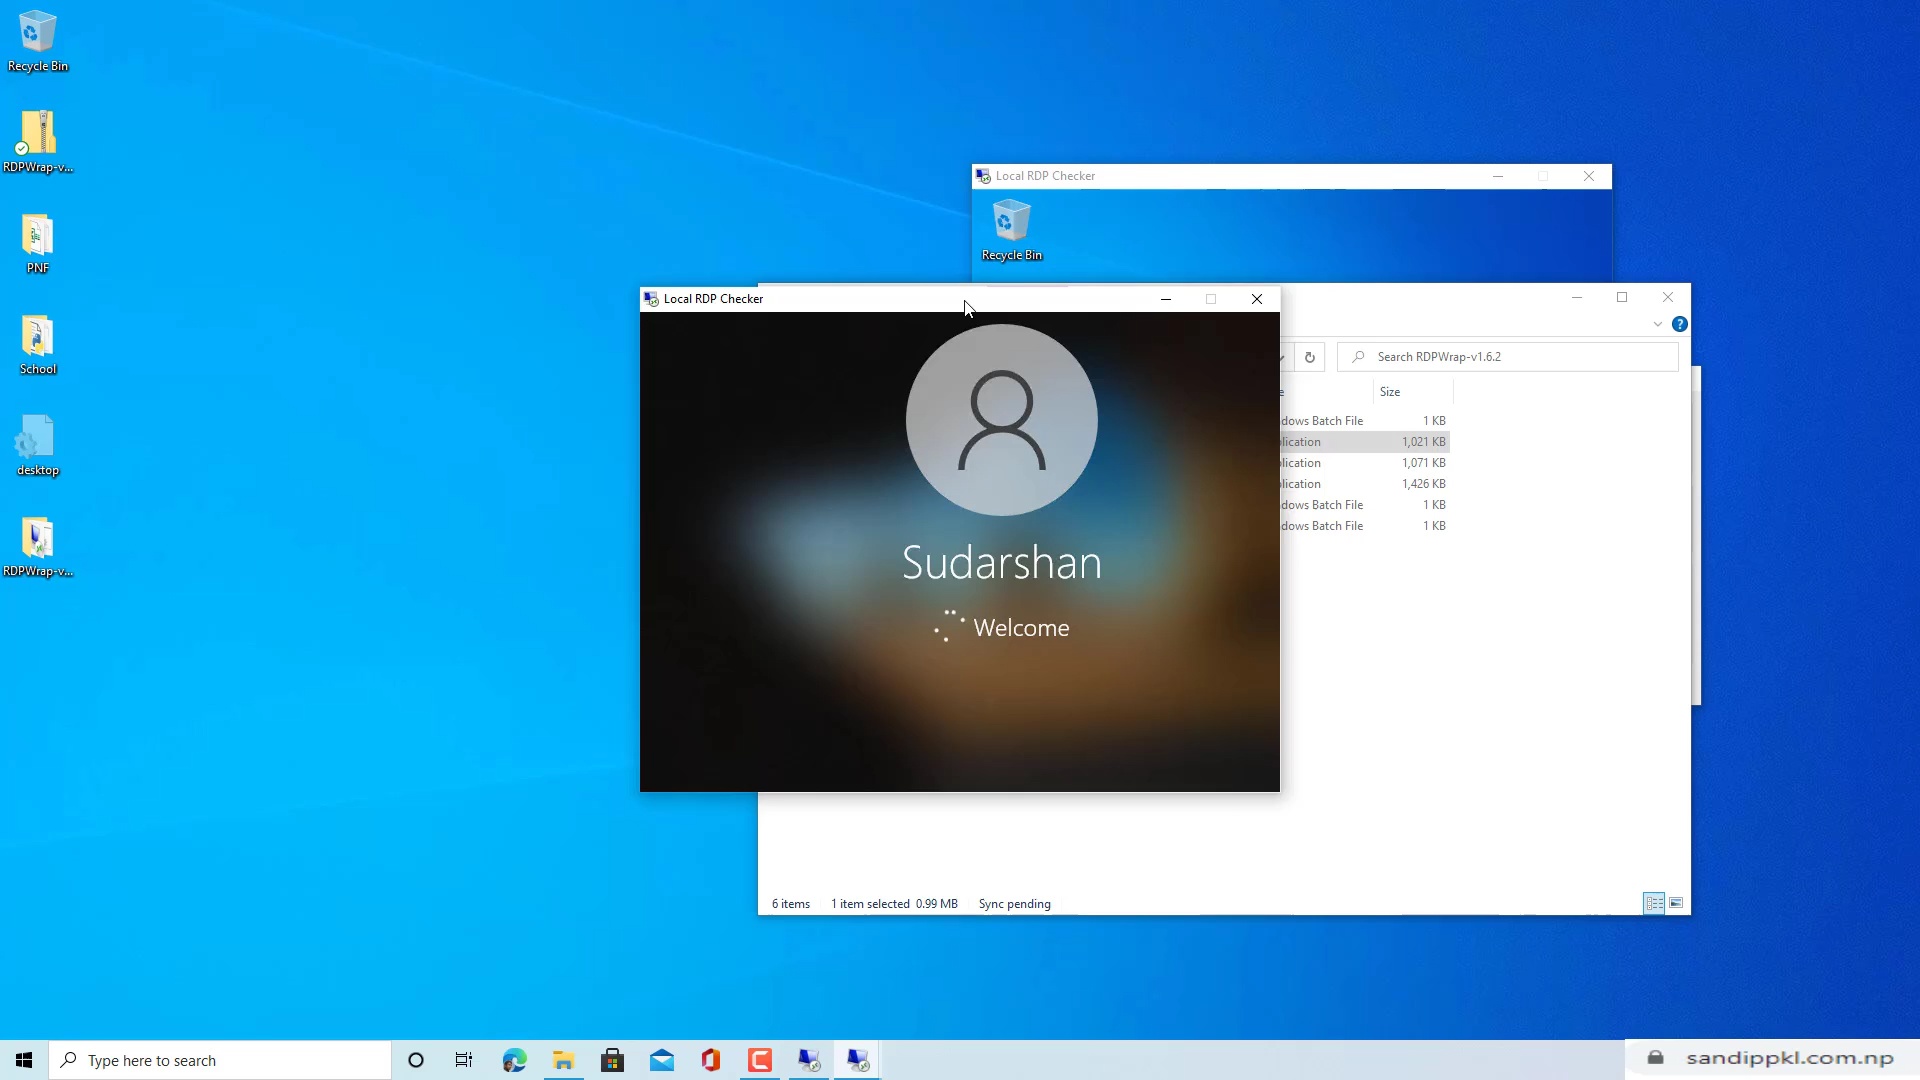 Recycle Bin
RDPWrap-v...
PNF
School
desktop
RDPWrap-v...
Local RDP Checker
Recycle Bin
Local RDP Checker
Sudarshan
Welcome
Search RDPWrap-v1.6.2
Size
dows Batch File 1 KB
lication 1,021 KB
lication 1,071 KB
lication 1,426 KB
dows Batch File 1 KB
dows Batch File 1 KB
6 items 1 item selected 0.99 MB Sync pending
Type here to search
sandippkl.com.np